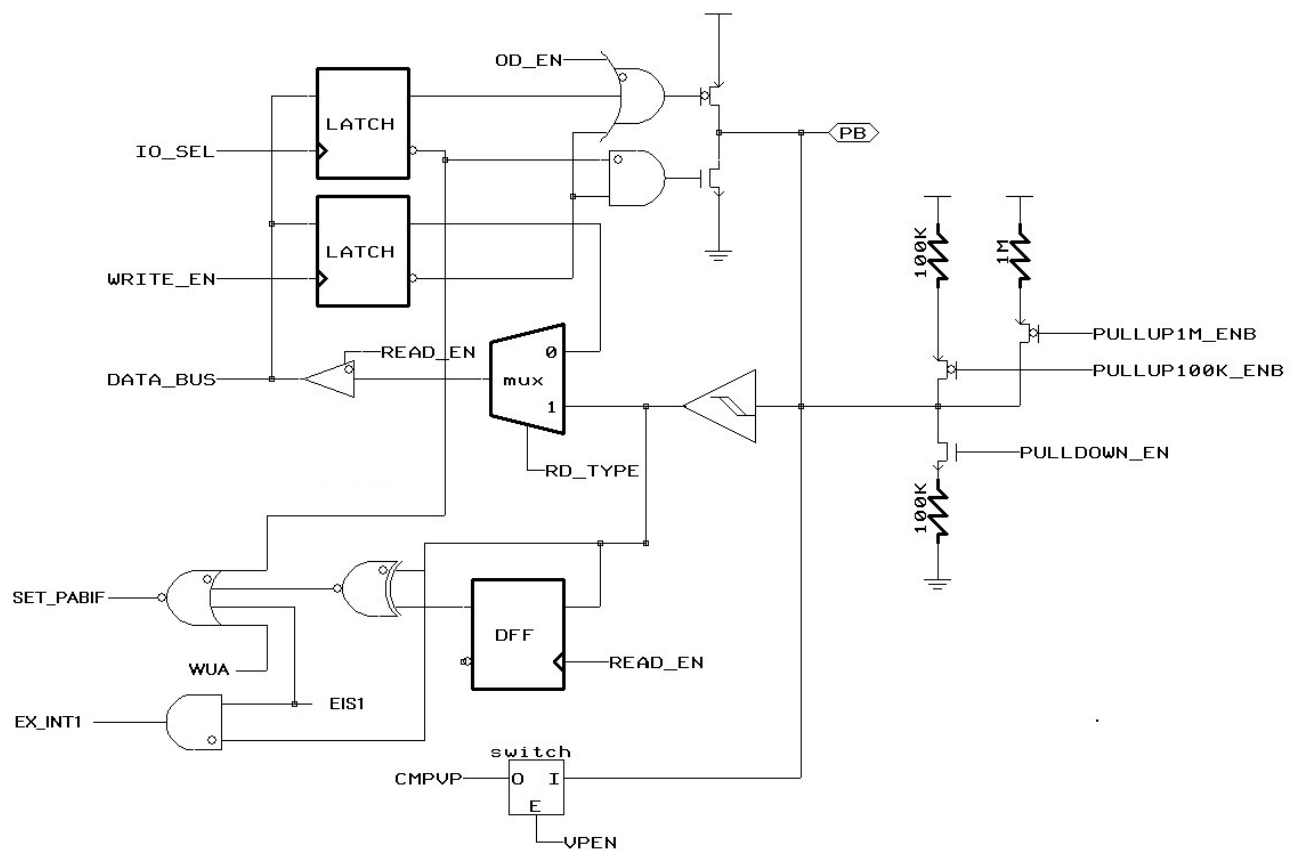 OD_EN
LATCH
PB
IO_SEL
LATCH
100K
1M
WRITE_EN
READ_EN
0
PULLUP1M_ENB
DATA_BUS
mux
PULLUP100K_ENB
1
PULLDOWN_EN
RD_TYPE
100K
SET_PABIF
DFF
WUA
READ_EN
EIS1
EX_INT1
switch
CMPVP
O I
E
VPEN